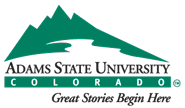 ADAMS STATE UNIVERSITY
COLORADO
Great Stories Begin Here